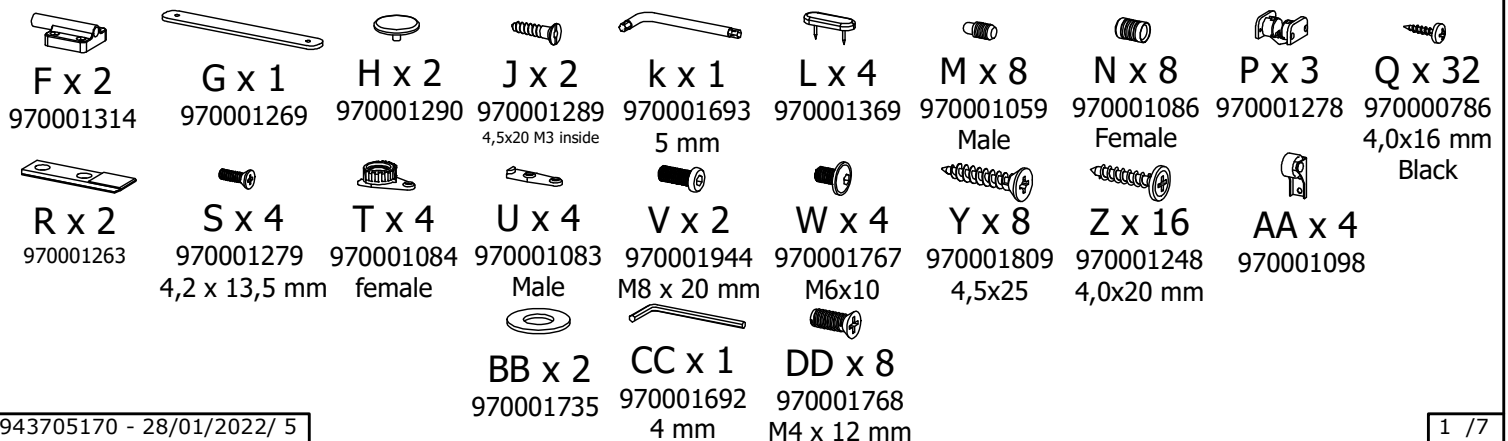 F x 2 G x 1 H x 2 J x 2 k x 1 L x 4 M x 8 N x 8 P x 3 Q x 32
970001314 970001269 970001290 970001289 970001693 970001369 970001059 970001086 970001278 970000786
4,5x20 M3 inside 5 mm Male Female 4,0x16 mm
Black
R x 2 S x 4 T x 4 U x 4 V x 2 W x 4 Y x 8 Z x 16 AA x 4
970001263 970001279 970001084 970001083 970001944 970001767 970001809 970001248 970001098
4,2 x 13,5 mm female Male M8 x 20 mm M6x10 4,5x25 4,0x20 mm
BB x 2 CC x 1 DD x 8
970001735 970001692 970001768
4 mm M4 x 12 mm
943705170 - 28/01/2022/ 5 1 /7